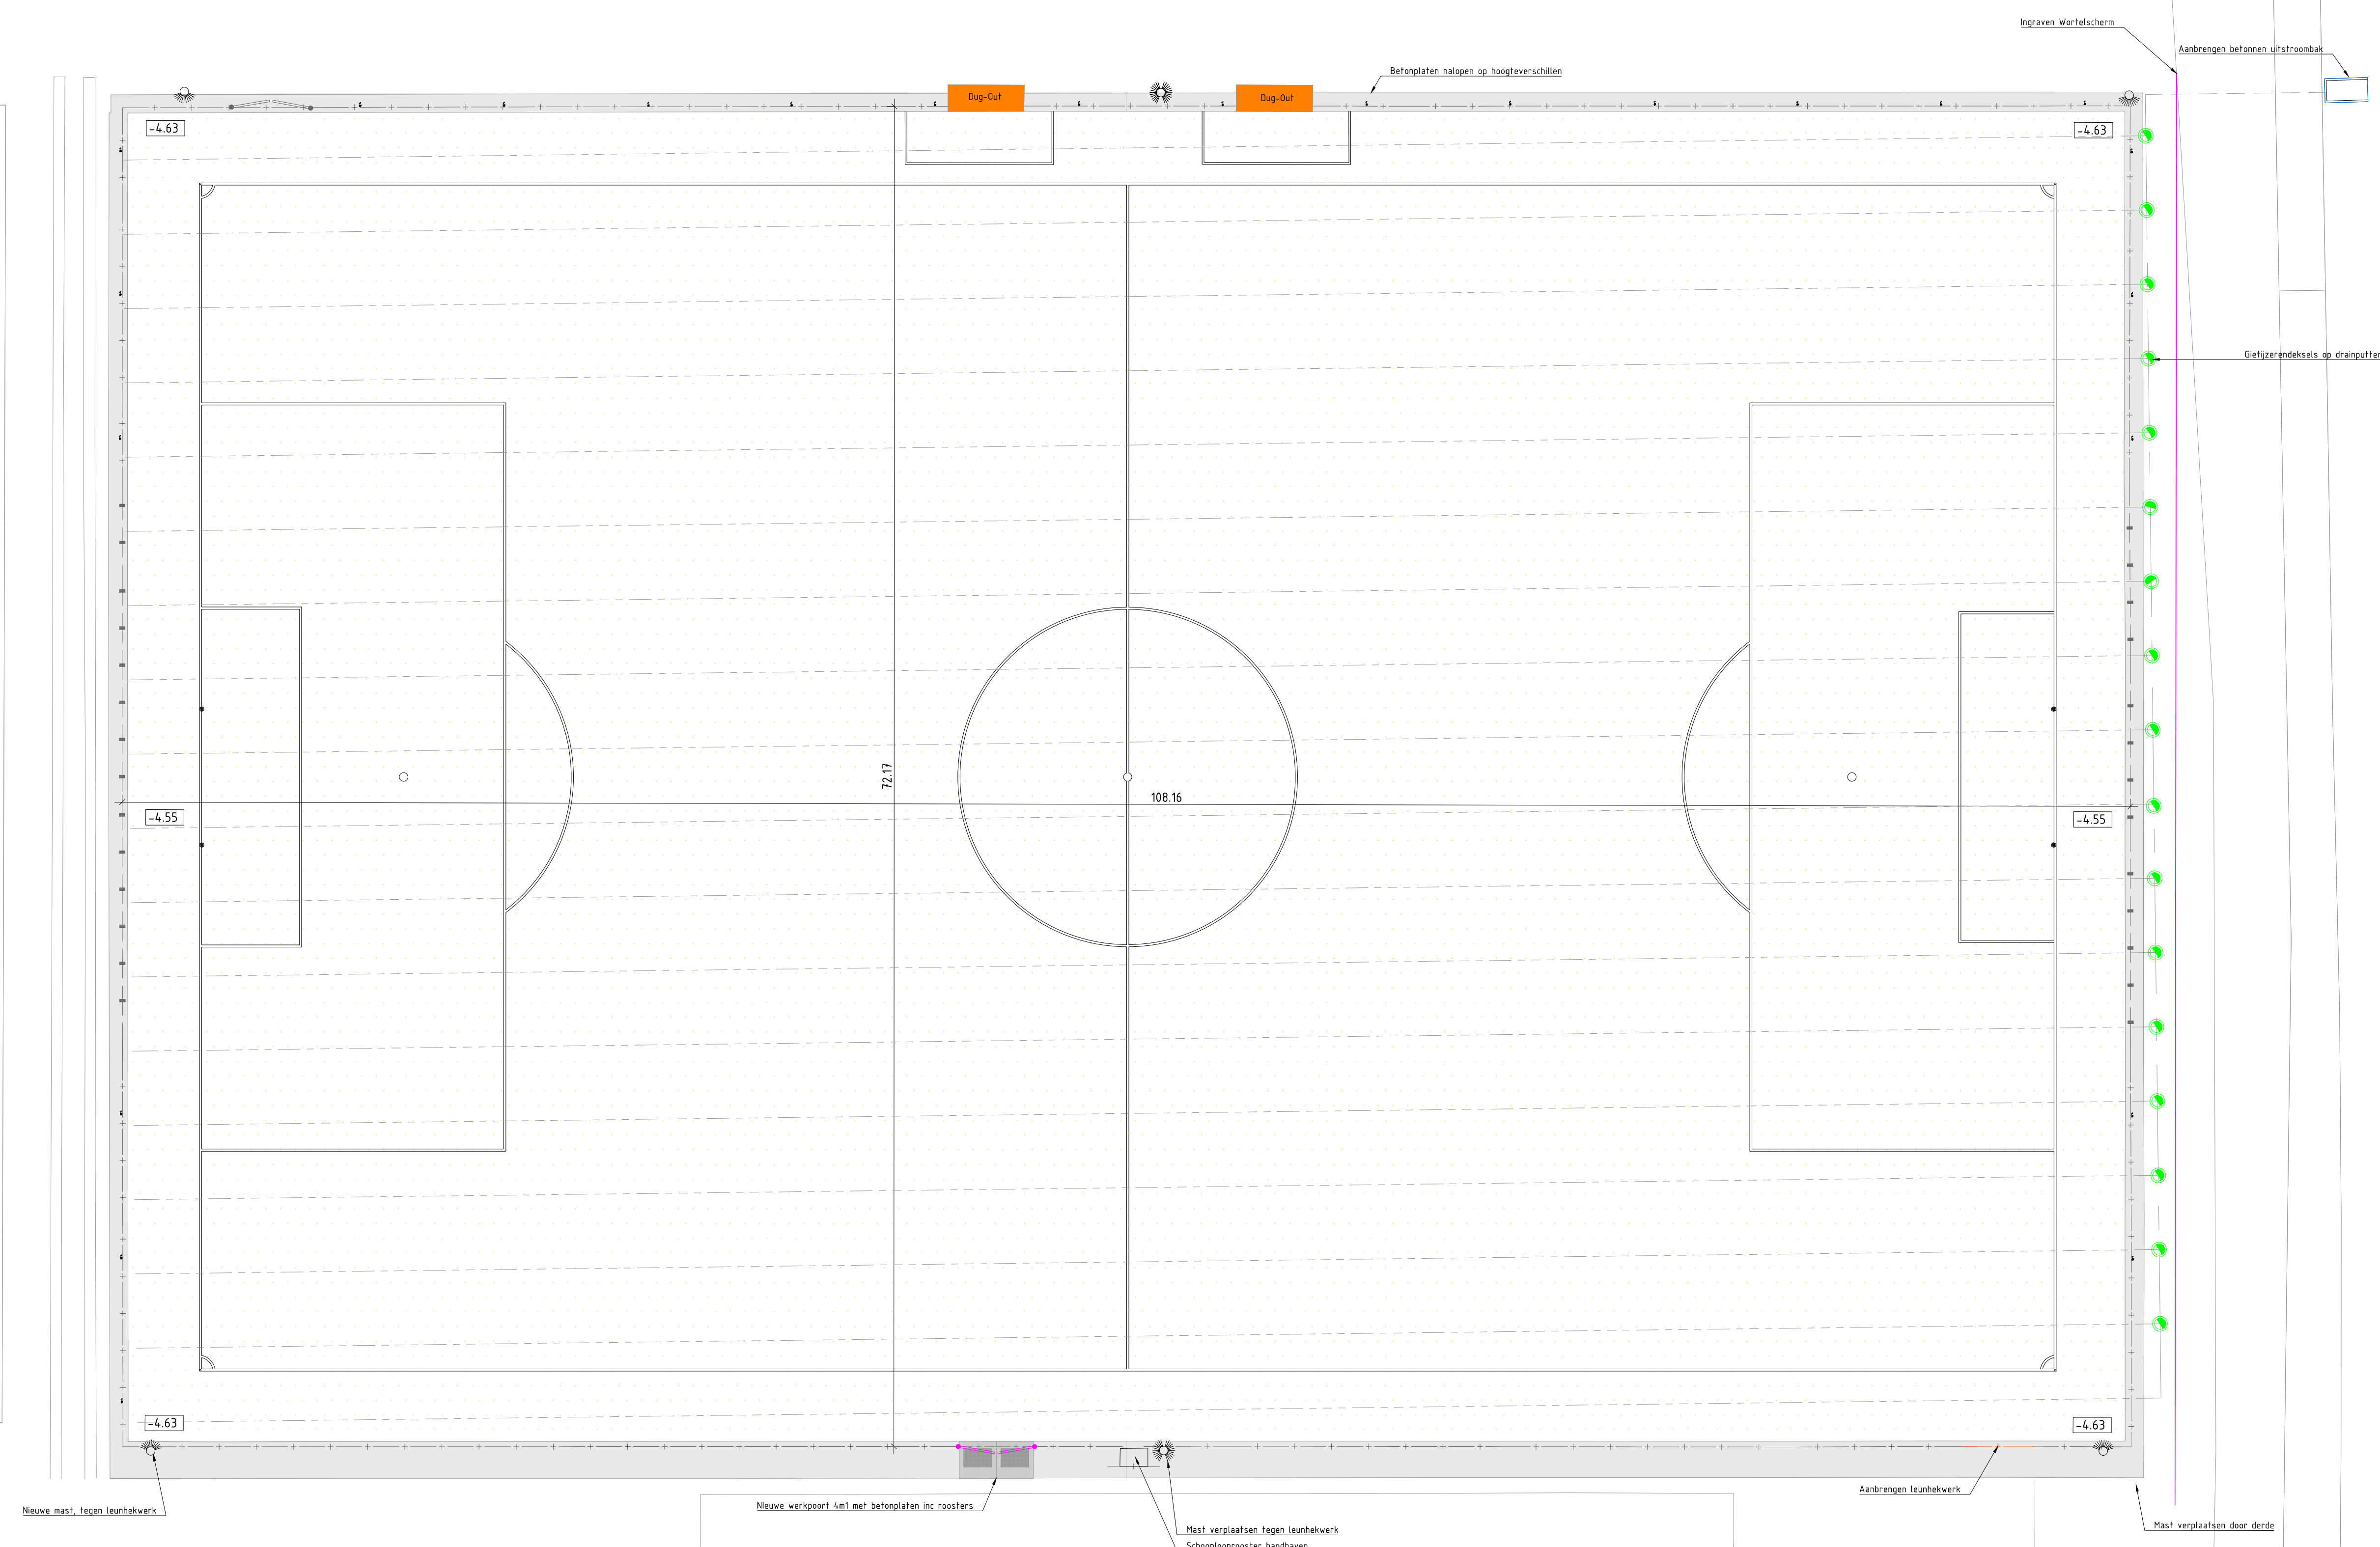 Ingraven Wortelscherm
Aanbrengen betonnen uitstroombak
Betonplaten nalopen op hoogteverschillen
Dug-Out
Dug-Out
-4.63
-4.63
Gietijzerendeksels op drainputten
72.17
108.16
-4.55
-4.55
-4.63
-4.63
Aanbrengen leunhekwerk
NIeuwe werkpoort 4m1 met betonplaten inc roosters
Nieuwe mast, tegen leunhekwerk
Mast verplaatsen door derde
Mast verplaatsen tegen leunhekwerk
Schoonlooprooster handhaven